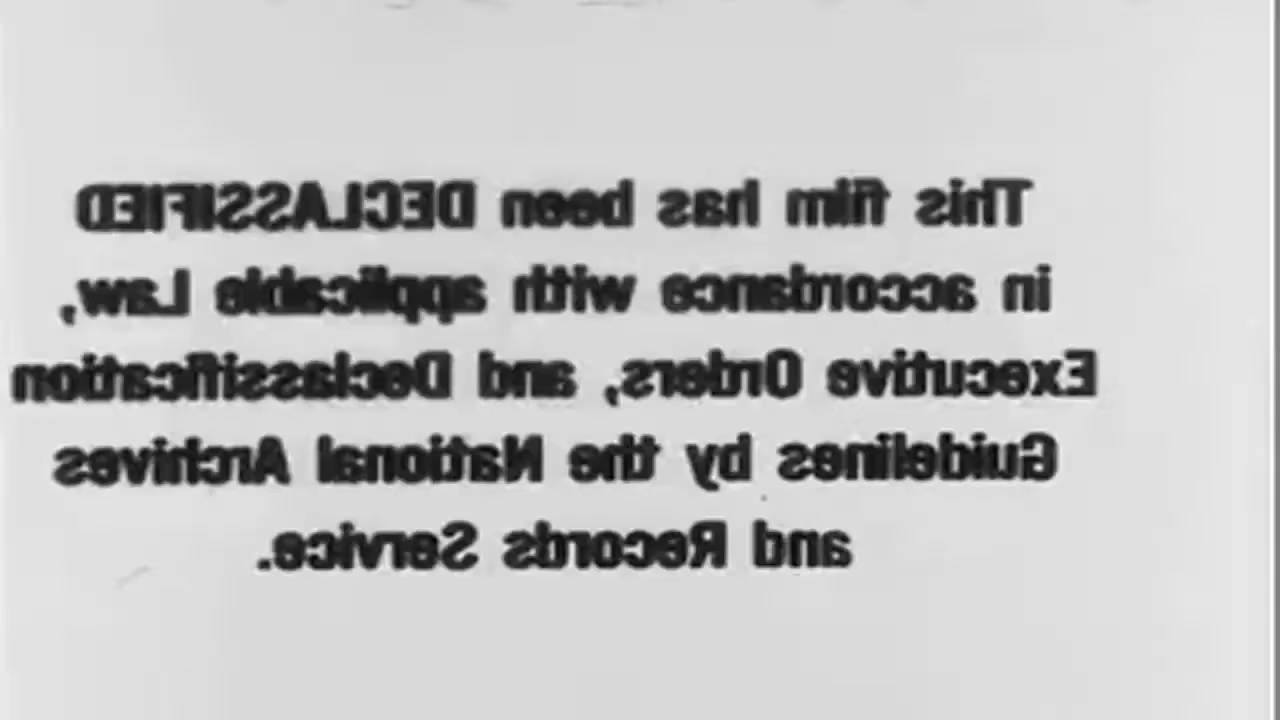 This film has been DECLASSIFIED
in accordance with applicable Law,
Executive Orders, and Declassification
Guidelines by the National Archives
and Records Service.